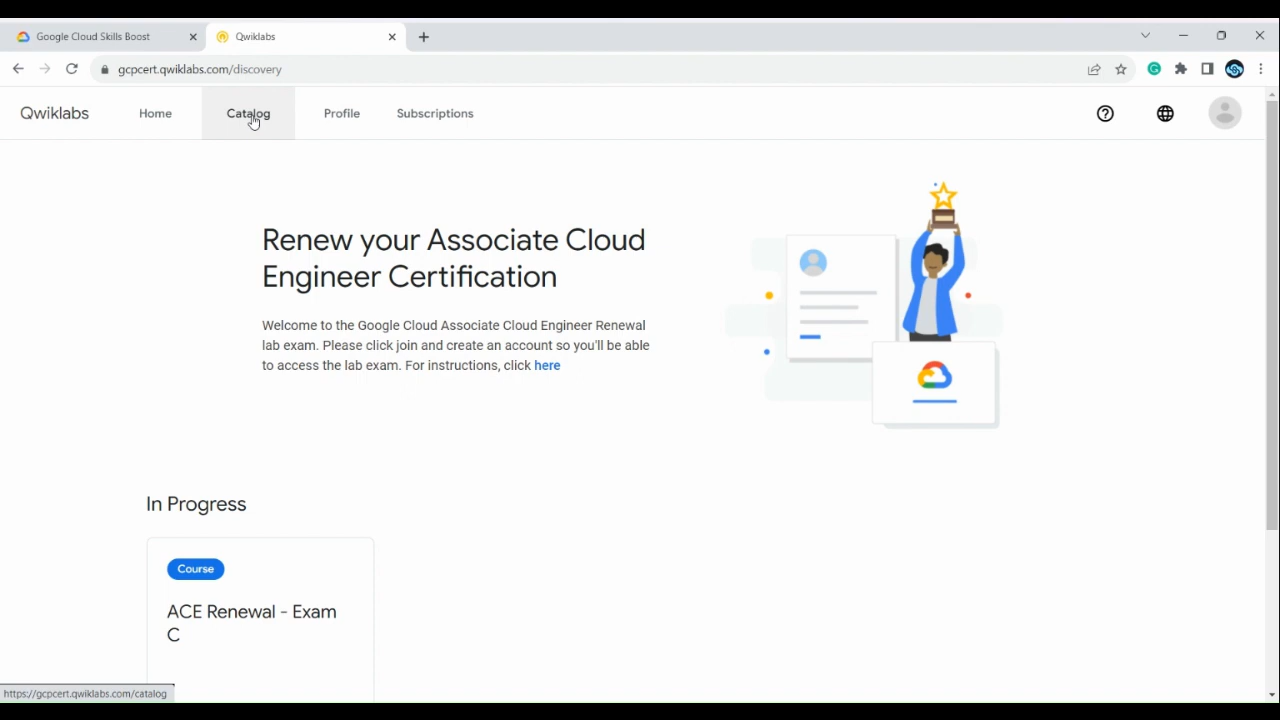 Google Cloud Skills Boost
Qwiklabs
gcpcert.qwiklabs.com/discovery
Qwiklabs
Home
Catalog
Profile
Subscriptions
Renew your Associate Cloud
Engineer Certification
Welcome to the Google Cloud Associate Cloud Engineer Renewal
lab exam. Please click join and create an account so you'll be able
to access the lab exam. For instructions, click here
In Progress
Course
ACE Renewal - Exam
C
https://gcpcert.qwiklabs.com/catalog